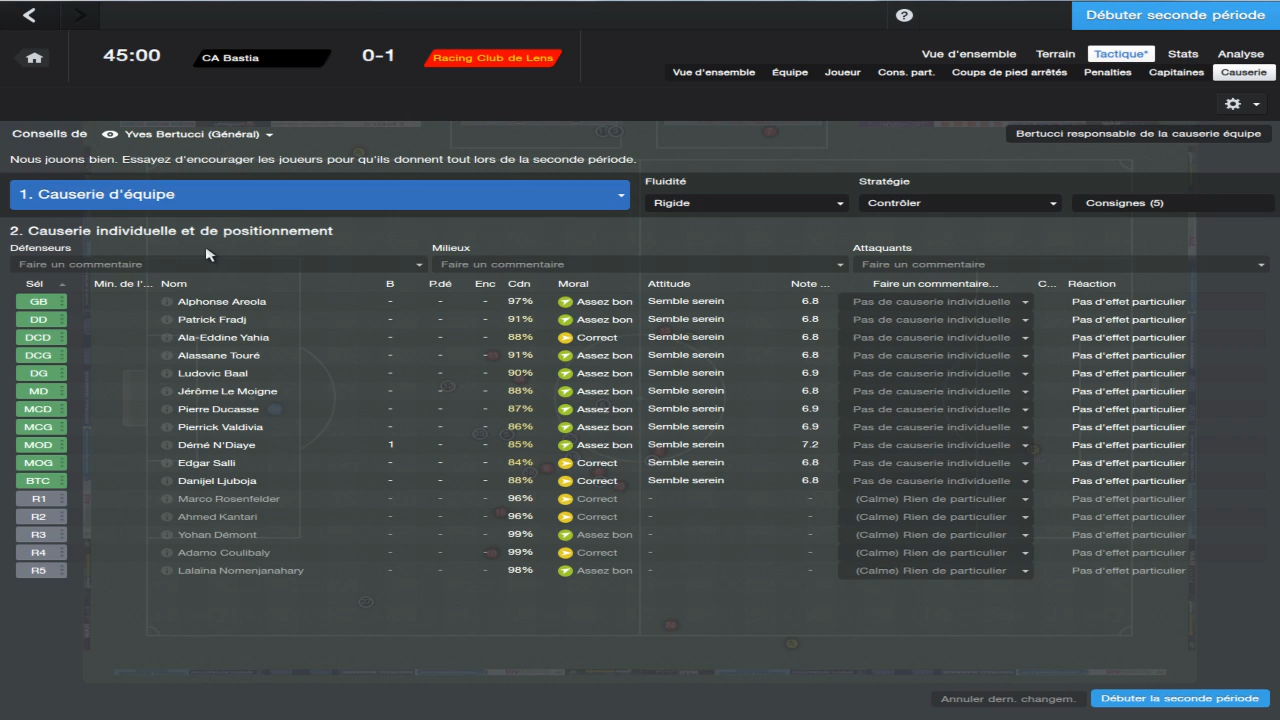 Débuter seconde période
45:00 CA Bastia 0-1 Racing Club de Lens
Vue d'ensemble Terrain Tactique* Stats Analyse
Vue d'ensemble Équipe Joueur Cons. part. Coups de pied arrêtés Penalties Capitaines Causerie
Conseils de Yves Bertucci (Général) Bertucci responsable de la causerie équipe
Nous jouons bien. Essayez d'encourager les joueurs pour qu'ils donnent tout lors de la seconde période.
1. Causerie d'équipe
Fluidité Stratégie
Rigide Contrôler Consignes (5)
2. Causerie individuelle et de positionnement
Défenseurs Milieux Attaquants
Faire un commentaire Faire un commentaire Faire un commentaire
Sél Min. de l'... Nom B P.dé Enc Cdn Moral Attitude Note ... Faire un commentaire... C... Réaction
GB Alphonse Areola - - - 97% Assez bon Semble serein 6.8 Pas de causerie individuelle Pas d'effet particulier
DD Patrick Fradj - - - 91% Assez bon Semble serein 6.8 Pas de causerie individuelle Pas d'effet particulier
DCD Ala-Eddine Yahia - - - 88% Correct Semble serein 6.8 Pas de causerie individuelle Pas d'effet particulier
DCG Alassane Touré - - - 91% Assez bon Semble serein 6.8 Pas de causerie individuelle Pas d'effet particulier
DG Ludovic Baal - - - 90% Assez bon Semble serein 6.9 Pas de causerie individuelle Pas d'effet particulier
MD Jérôme Le Moigne - - - 88% Assez bon Semble serein 6.8 Pas de causerie individuelle Pas d'effet particulier
MCD Pierre Ducasse - - - 87% Assez bon Semble serein 6.9 Pas de causerie individuelle Pas d'effet particulier
MCG Pierrick Valdivia - - - 86% Assez bon Semble serein 6.9 Pas de causerie individuelle Pas d'effet particulier
MOD Démé N'Diaye 1 - - 85% Assez bon Semble serein 7.2 Pas de causerie individuelle Pas d'effet particulier
MOG Edgar Salli - - - 84% Correct Semble serein 6.8 Pas de causerie individuelle Pas d'effet particulier
BTC Danijel Ljuboja - - - 88% Correct Semble serein 6.8 Pas de causerie individuelle Pas d'effet particulier
R1 Marco Rosenfelder - - - 96% Correct - - (Calme) Rien de particulier Pas d'effet particulier
R2 Ahmed Kantari - - - 96% Correct - - (Calme) Rien de particulier Pas d'effet particulier
R3 Yohan Démont - - - 99% Assez bon - - (Calme) Rien de particulier Pas d'effet particulier
R4 Adamo Coulibaly - - - 99% Correct - - (Calme) Rien de particulier Pas d'effet particulier
R5 Lalaïna Nomenjanahary - - - 98% Assez bon - - (Calme) Rien de particulier Pas d'effet particulier
Annuler dern. changem. Débuter la seconde période